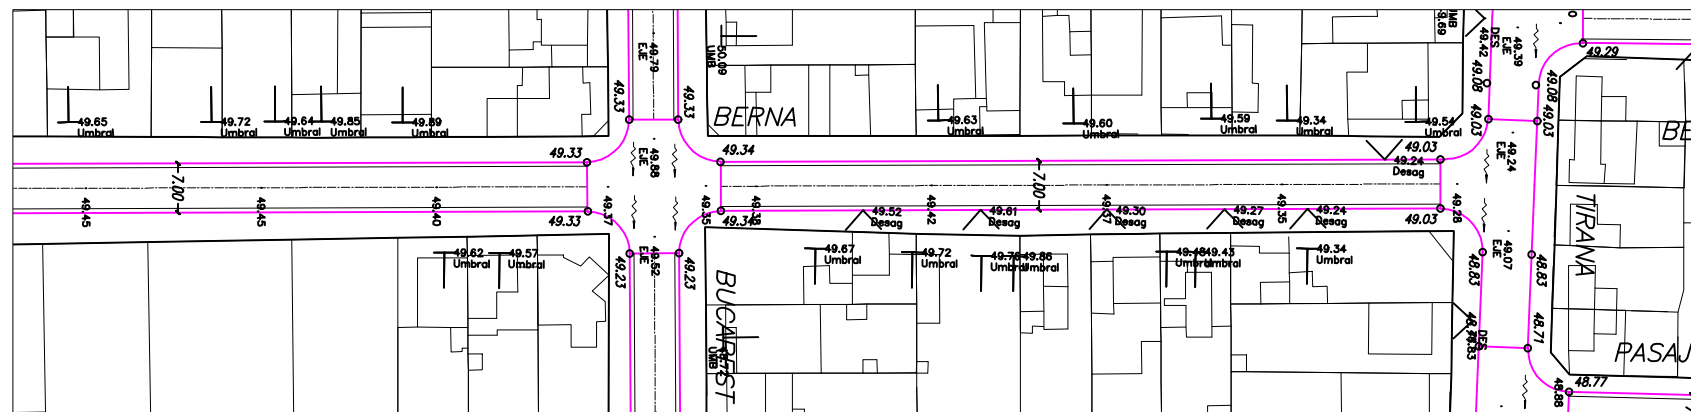 49.65
Umbral
49.72
Umbral
49.64
Umbral
49.85
Umbral
49.89
Umbral
49.33
49.79
EJE
49.33
50.09
UMB
BERNA
49.63
Umbral
49.60
Umbral
49.59
Umbral
49.34
Umbral
49.54
Umbral
49.42
DES
EJE
49.39
49.08
49.03
49.29
49.08
49.03
49.33
49.88
EJE
49.34
49.03
49.24
Desag
49.24
EJE
7.00
7.00
49.45
49.45
49.40
49.37
49.33
49.35
49.34
49.42
49.35
49.28
49.03
49.52
Desag
49.61
Desag
49.30
Desag
49.27
Desag
49.24
Desag
TIRANA
49.62
Umbral
49.57
Umbral
49.23
49.52
EJE
49.23
BUCAREST
49.67
Umbral
49.72
Umbral
49.86
Umbral
49.43
Umbral
49.34
Umbral
48.83
49.07
EJE
48.83
48.71
DES
UMB
PASAJ
48.77
48.88